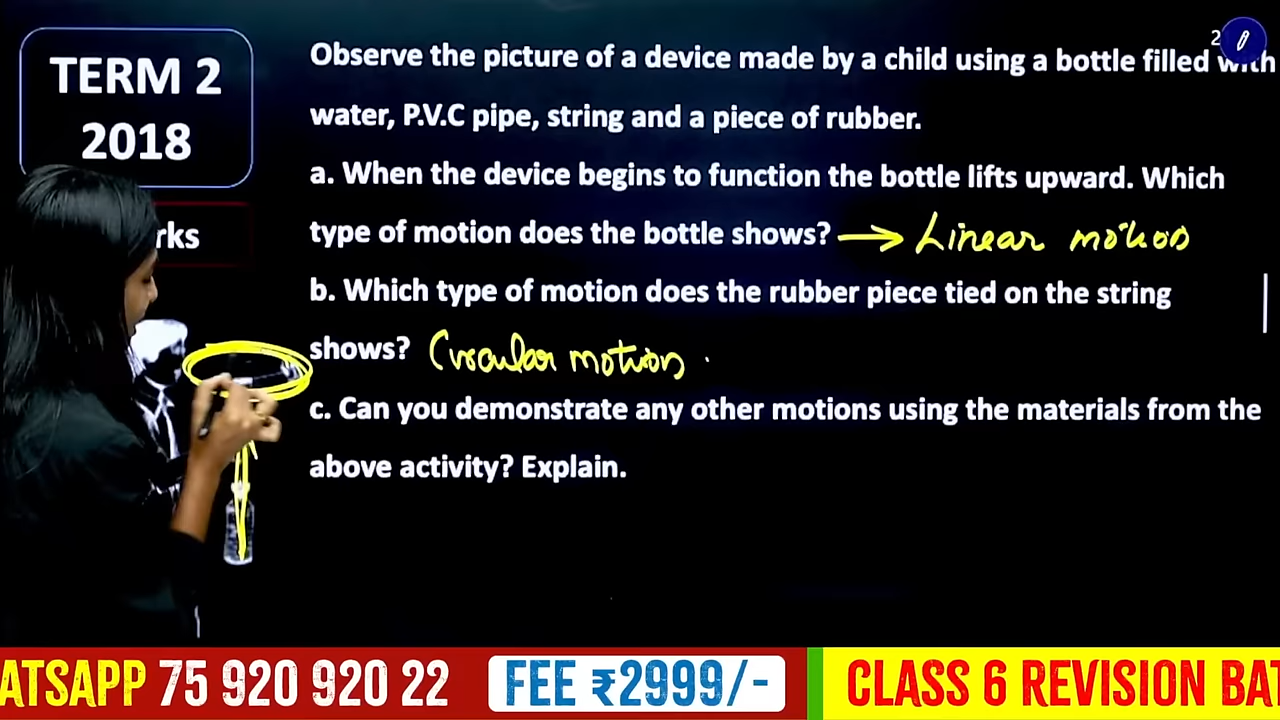 TERM 2
2018
rks
Observe the picture of a device made by a child using a bottle filled with
water, P.V.C pipe, string and a piece of rubber.
a. When the device begins to function the bottle lifts upward. Which
type of motion does the bottle shows? → Linear motion
b. Which type of motion does the rubber piece tied on the string
shows? Circular motion .
c. Can you demonstrate any other motions using the materials from the
above activity? Explain.
2
ATSAPP 75 920 920 22
FEE ₹2999/-
CLASS 6 REVISION BAT